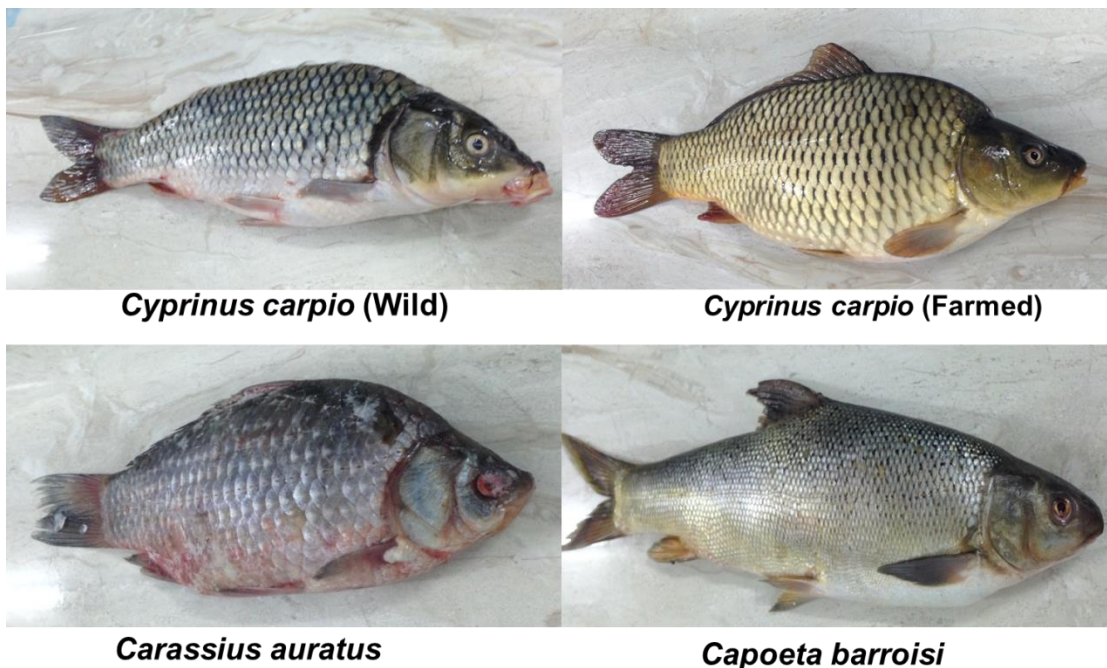 Cyprinus carpio (Wild)
Cyprinus carpio (Farmed)
Carassius auratus
Capoeta barroisi